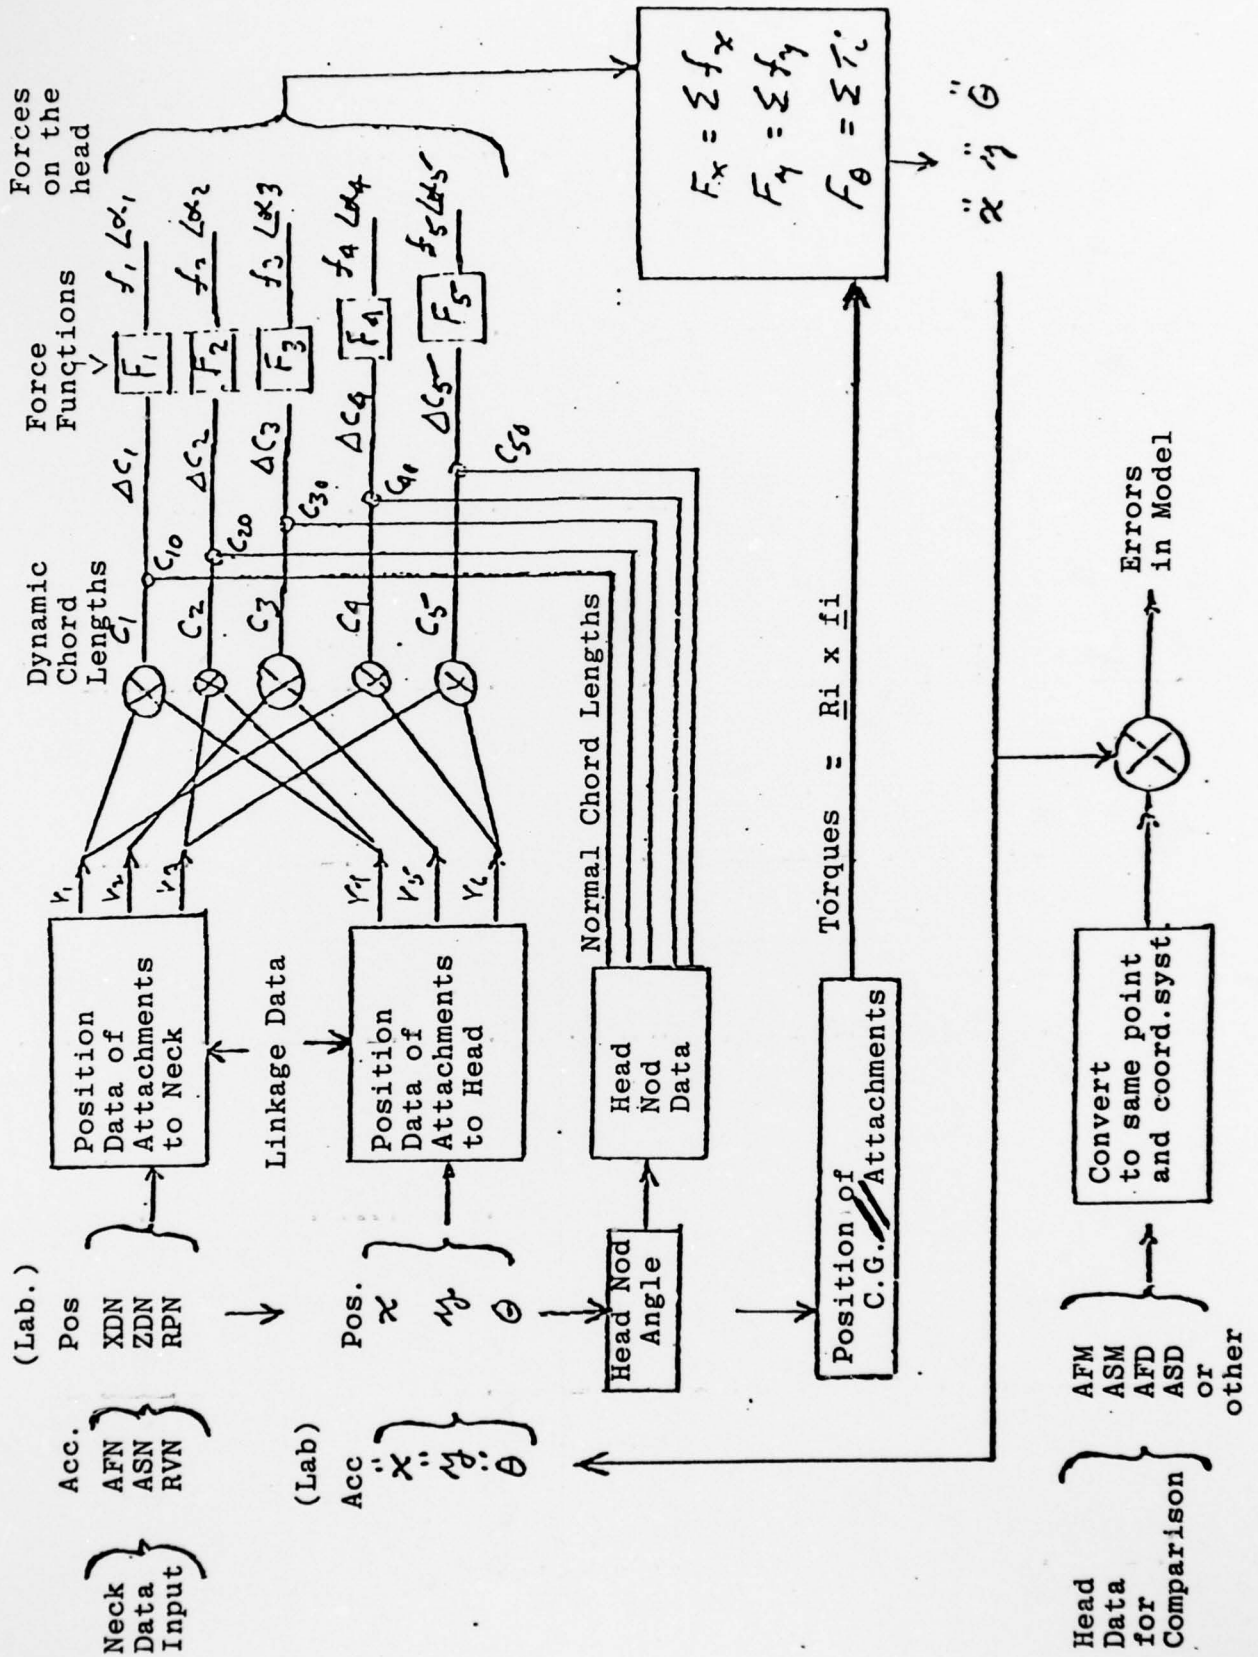 Neck
Data
Input
Acc.
AFN
ASN
RVN
(Lab.)
Pos
XDN
ZDN
RPN
Position
Data of
Attachments
to Neck
Linkage Data
(Lab)
Acc
ẍ
ÿ
θ̈
Pos.
x
y
θ
Position
Data of
Attachments
to Head
r1
r2
r3
r4
r5
r6
Dynamic
Chord
Lengths
C1
C2
C3
C4
C5
C10
C20
C30
C40
C50
ΔC1
ΔC2
ΔC3
ΔC4
ΔC5
Force
Functions
F1
F2
F3
F4
F5
Forces
on the
head
f1 ∠α1
f2 ∠α2
f3 ∠α3
f4 ∠α4
f5 ∠α5
Head Nod
Angle
Head
Nod
Data
Normal Chord Lengths
Position of
C.G.//Attachments
Torques = Ri x fi
Fx = Σ fx
Fy = Σ fy
Fθ = Σ Ti
ẍ ÿ θ̈
Head
Data
for
Comparison
AFM
ASM
AFD
ASD
or
other
Convert
to same point
and coord.syst.
Errors
in Model